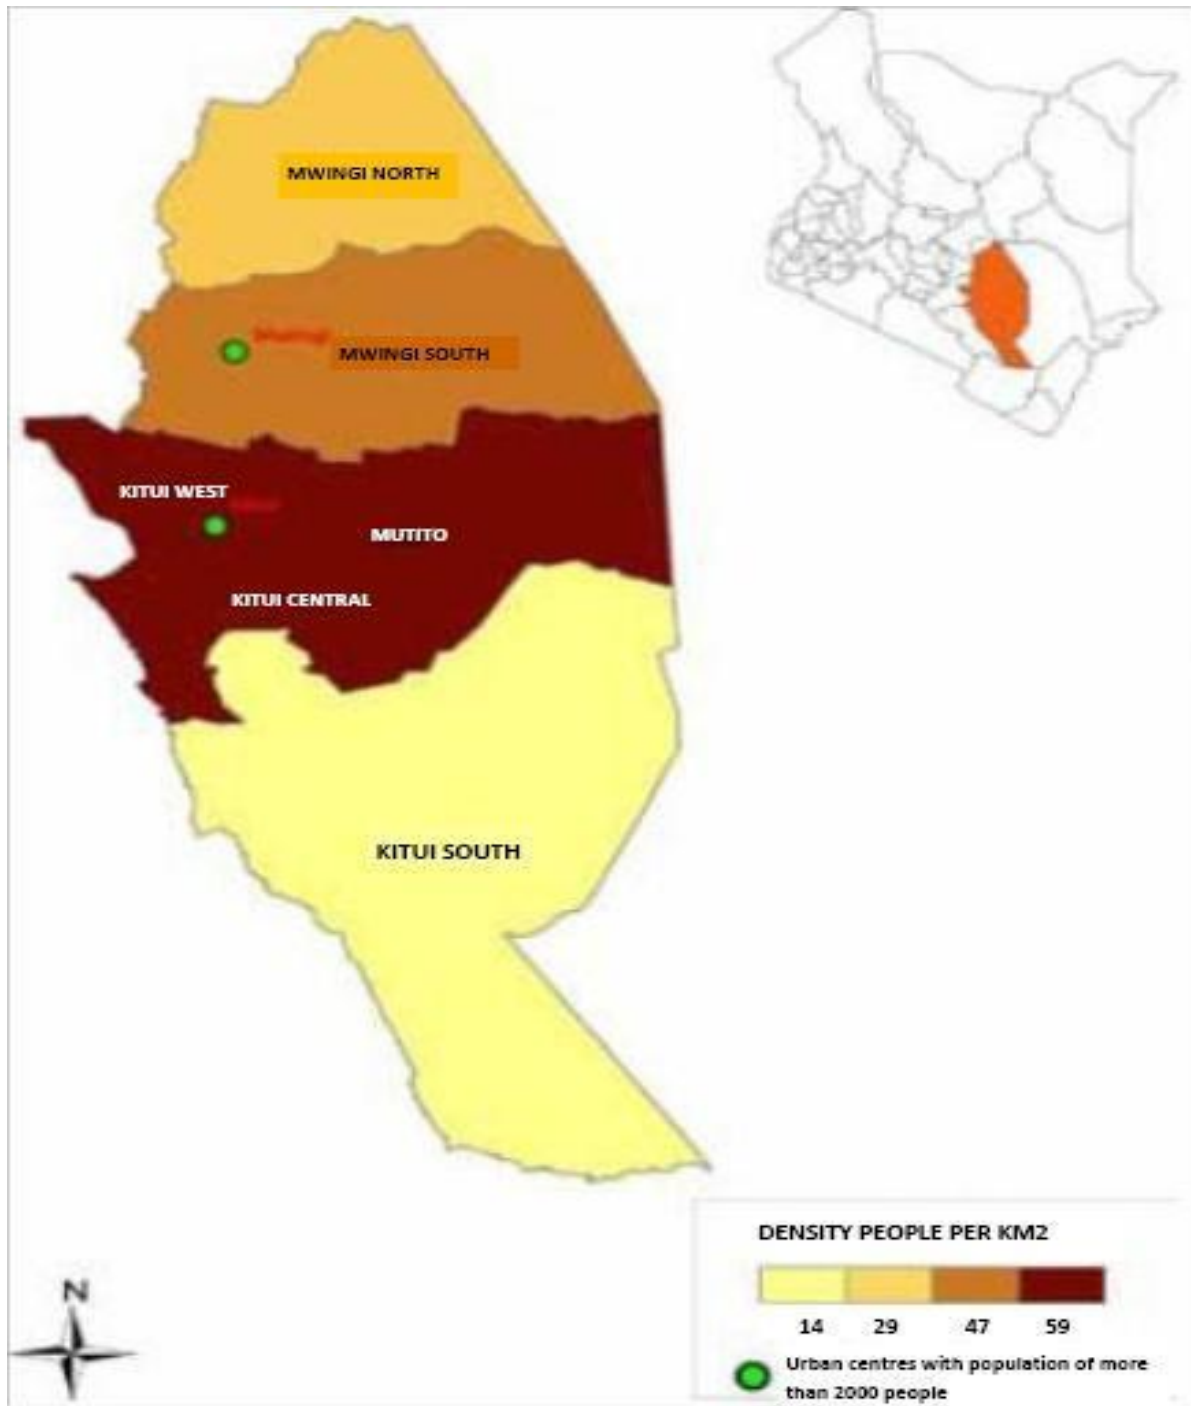 MWINGI NORTH
MWINGI SOUTH
KITUI WEST
MUTITO
KITUI CENTRAL
KITUI SOUTH
DENSITY PEOPLE PER KM2
14 29 47 59
Urban centres with population of more
than 2000 people
N